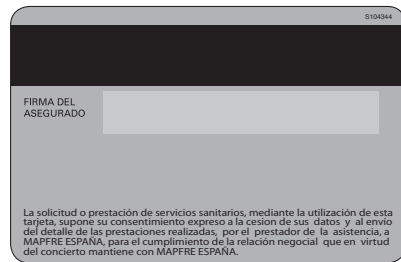 S104344
FIRMA DEL
ASEGURADO
La solicitud o prestación de servicios sanitarios, mediante la utilización de esta
tarjeta, supone su consentimiento expreso a la cesion de sus datos y al envío
del detalle de las prestaciones realizadas, por el prestador de la asistencia, a
MAPFRE ESPAÑA, para el cumplimiento de la relación negocial que en virtud
del concierto mantiene con MAPFRE ESPAÑA.